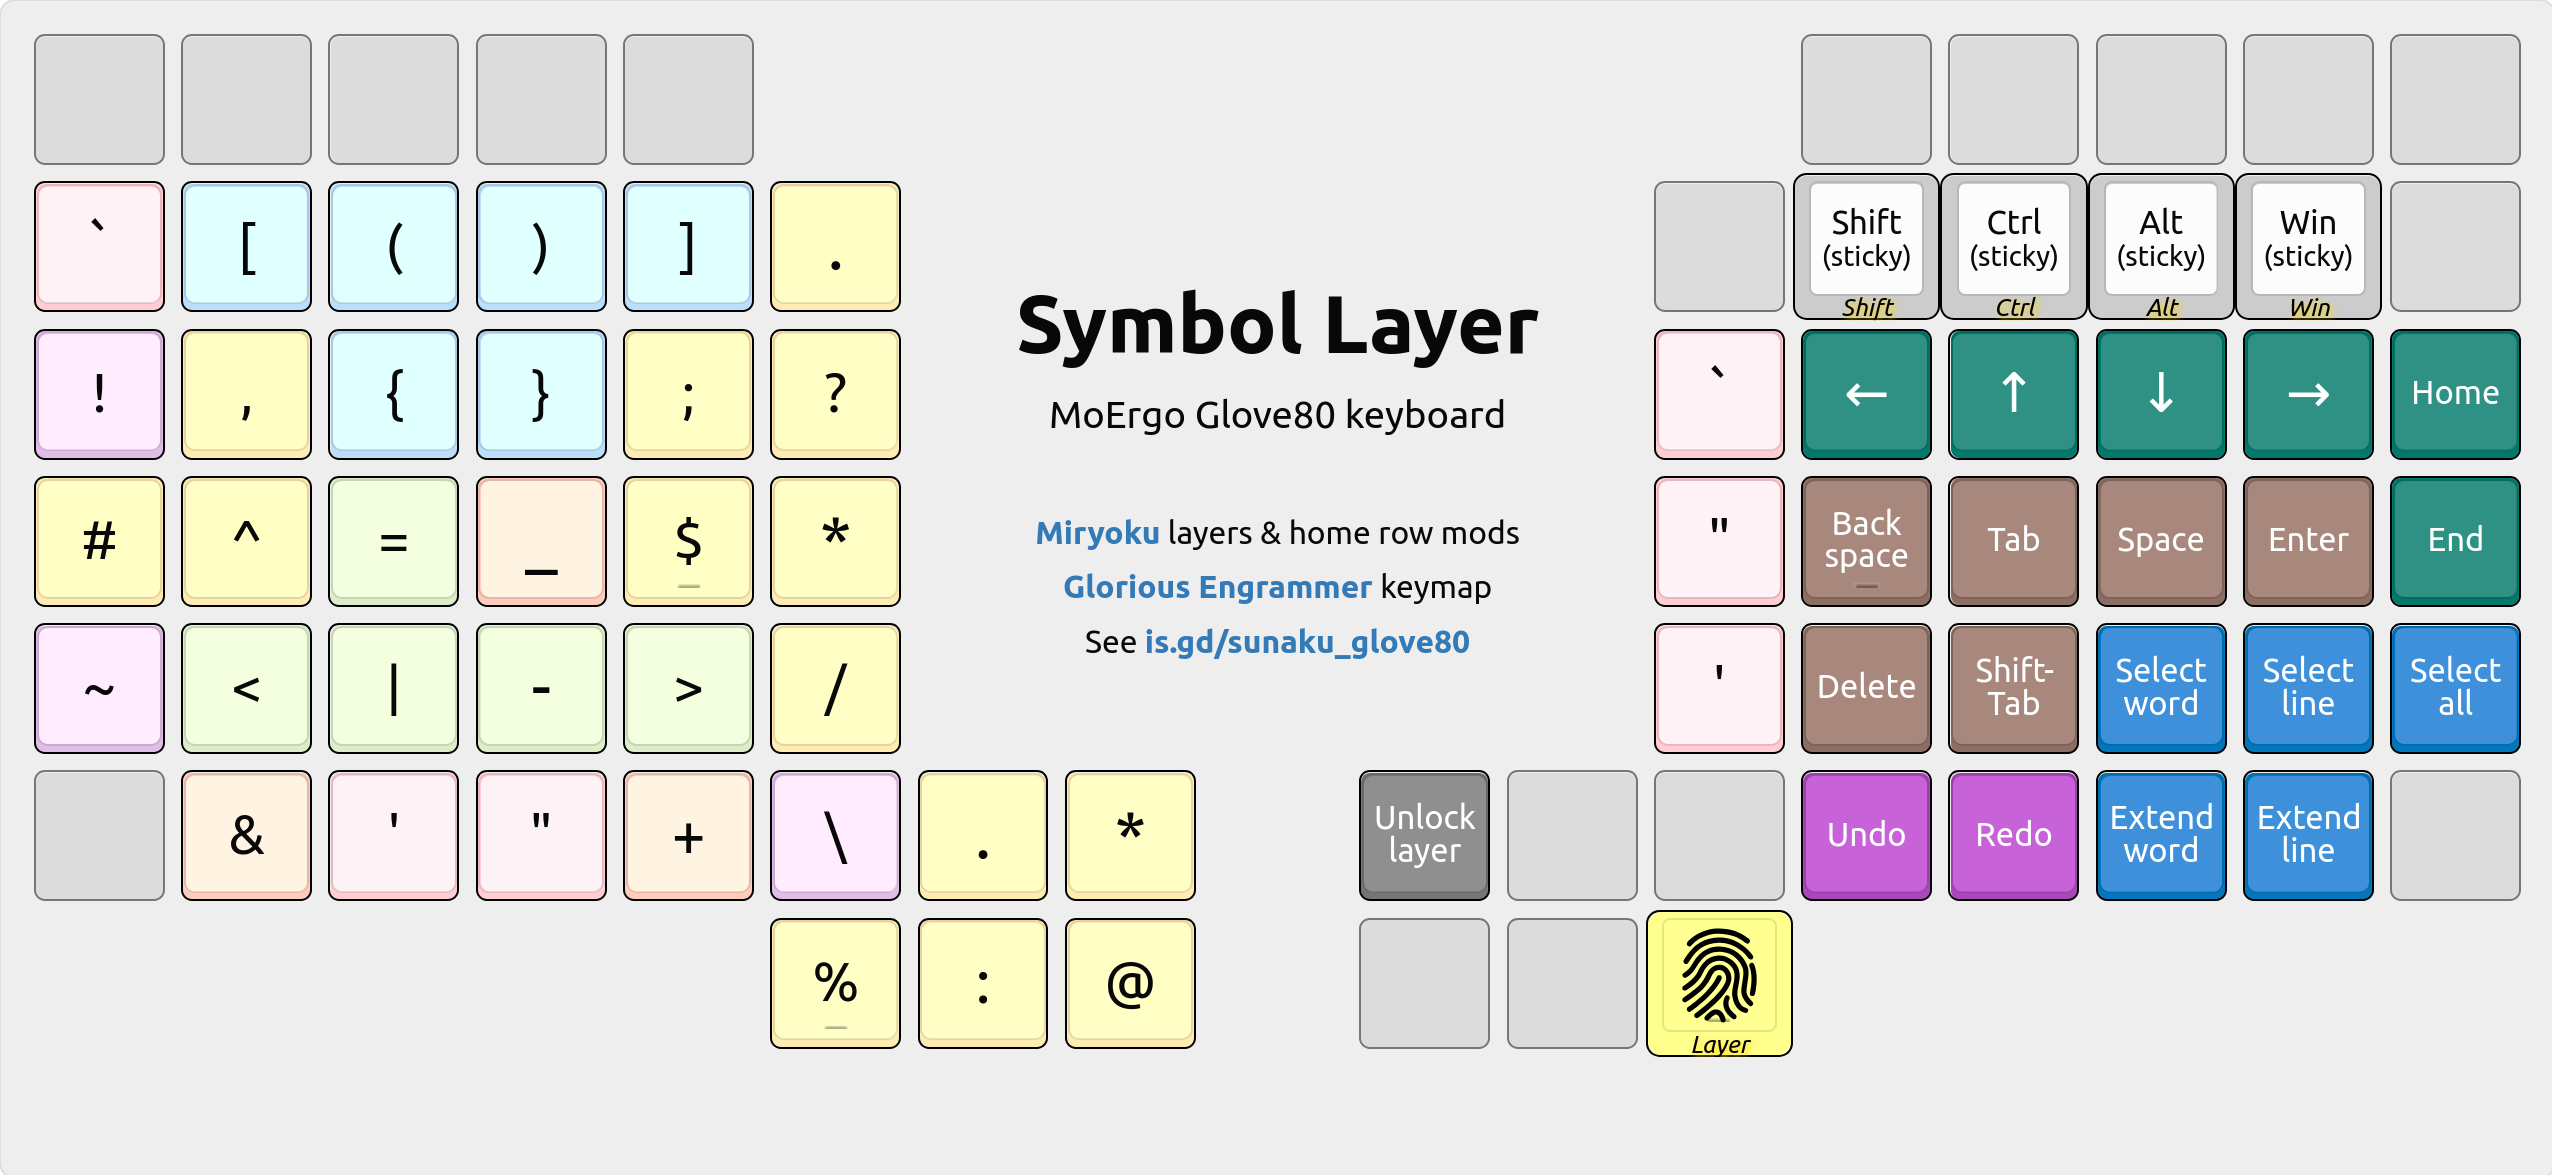 ` [ ( ) ] .
Shift (sticky) Shift
Ctrl (sticky) Ctrl
Alt (sticky) Alt
Win (sticky) Win
! , { } ; ?
Symbol Layer
MoErgo Glove80 keyboard
Miryoku layers & home row mods
Glorious Engrammer keymap
See is.gd/sunaku_glove80
` ← ↑ ↓ → Home
# ^ = _ $ *
" Back space Tab Space Enter End
~ < | - > /
' Delete Shift-Tab Select word Select line Select all
& ' " + \ . *
Unlock layer Undo Redo Extend word Extend line
% : @
Layer